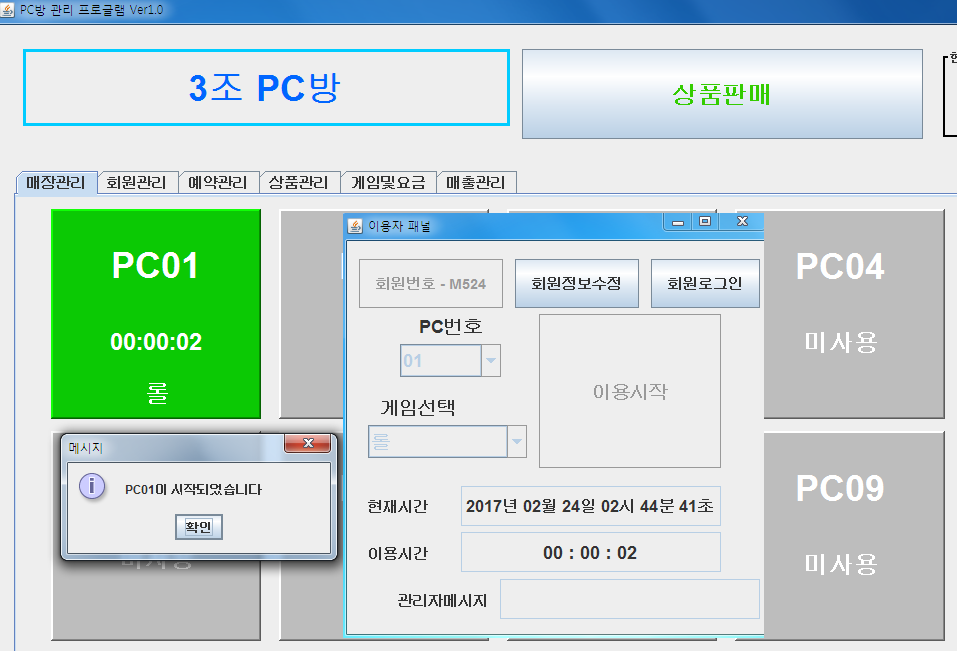 PC방 관리 프로그램 Ver1.0
3조 PC방
상품판매
매장관리 회원관리 예약관리 상품관리 게임및요금 매출관리
PC01
00:00:02
롤
이용자 패널
회원번호 - M524
회원정보수정
회원로그인
PC번호
01
이용시작
게임선택
롤
현재시간
2017년 02월 24일 02시 44분 41초
이용시간
00 : 00 : 02
관리자메시지
PC04
미사용
메시지
PC01이 시작되었습니다
확인
미사용
PC09
미사용